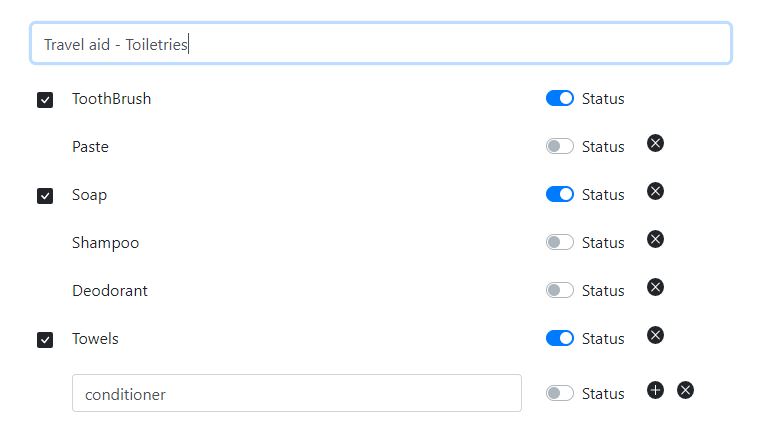 Travel aid - Toiletries
ToothBrush Status
Paste Status
Soap Status
Shampoo Status
Deodorant Status
Towels Status
conditioner Status